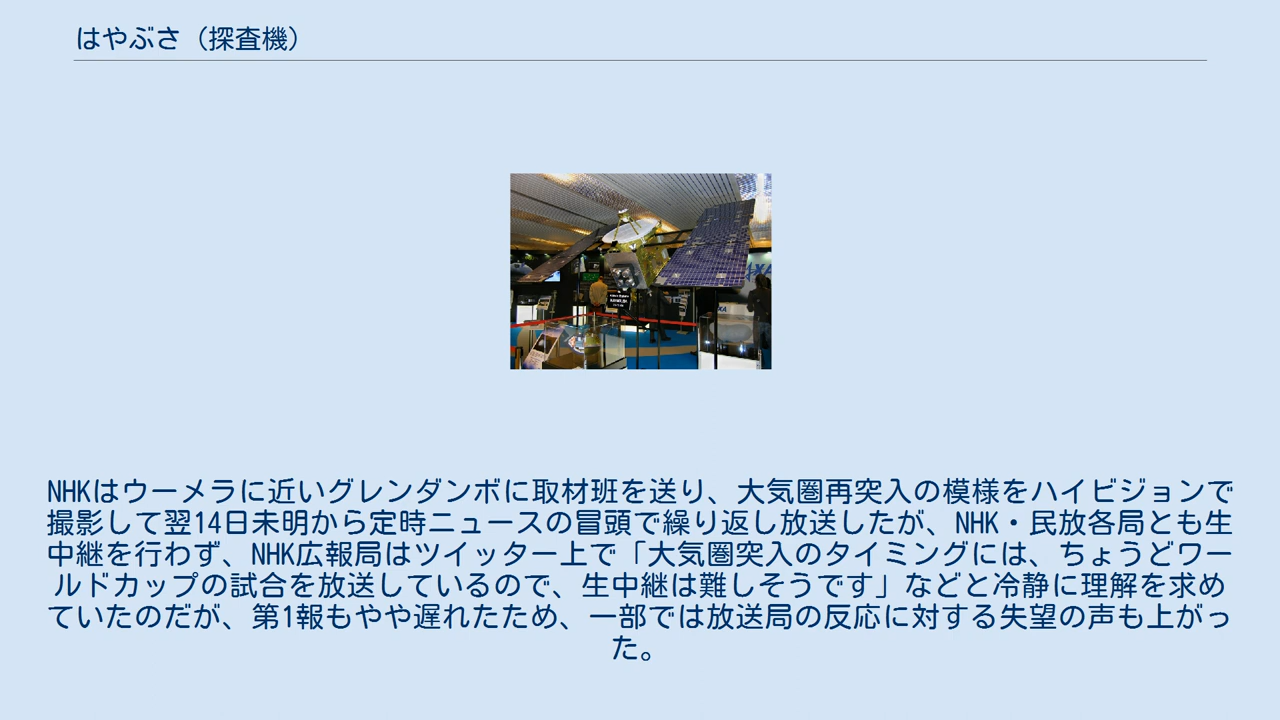 はやぶさ（探査機）
NHKはウーメラに近いグレンダンボに取材班を送り、大気圏再突入の模様をハイビジョンで
撮影して翌14日未明から定時ニュースの冒頭で繰り返し放送したが、NHK・民放各局とも生
中継を行わず、NHK広報局はツイッター上で「大気圏突入のタイミングには、ちょうどワー
ルドカップの試合を放送しているので、生中継は難しそうです」などと冷静に理解を求め
ていたのだが、第1報もやや遅れたため、一部では放送局の反応に対する失望の声も上がっ
た。